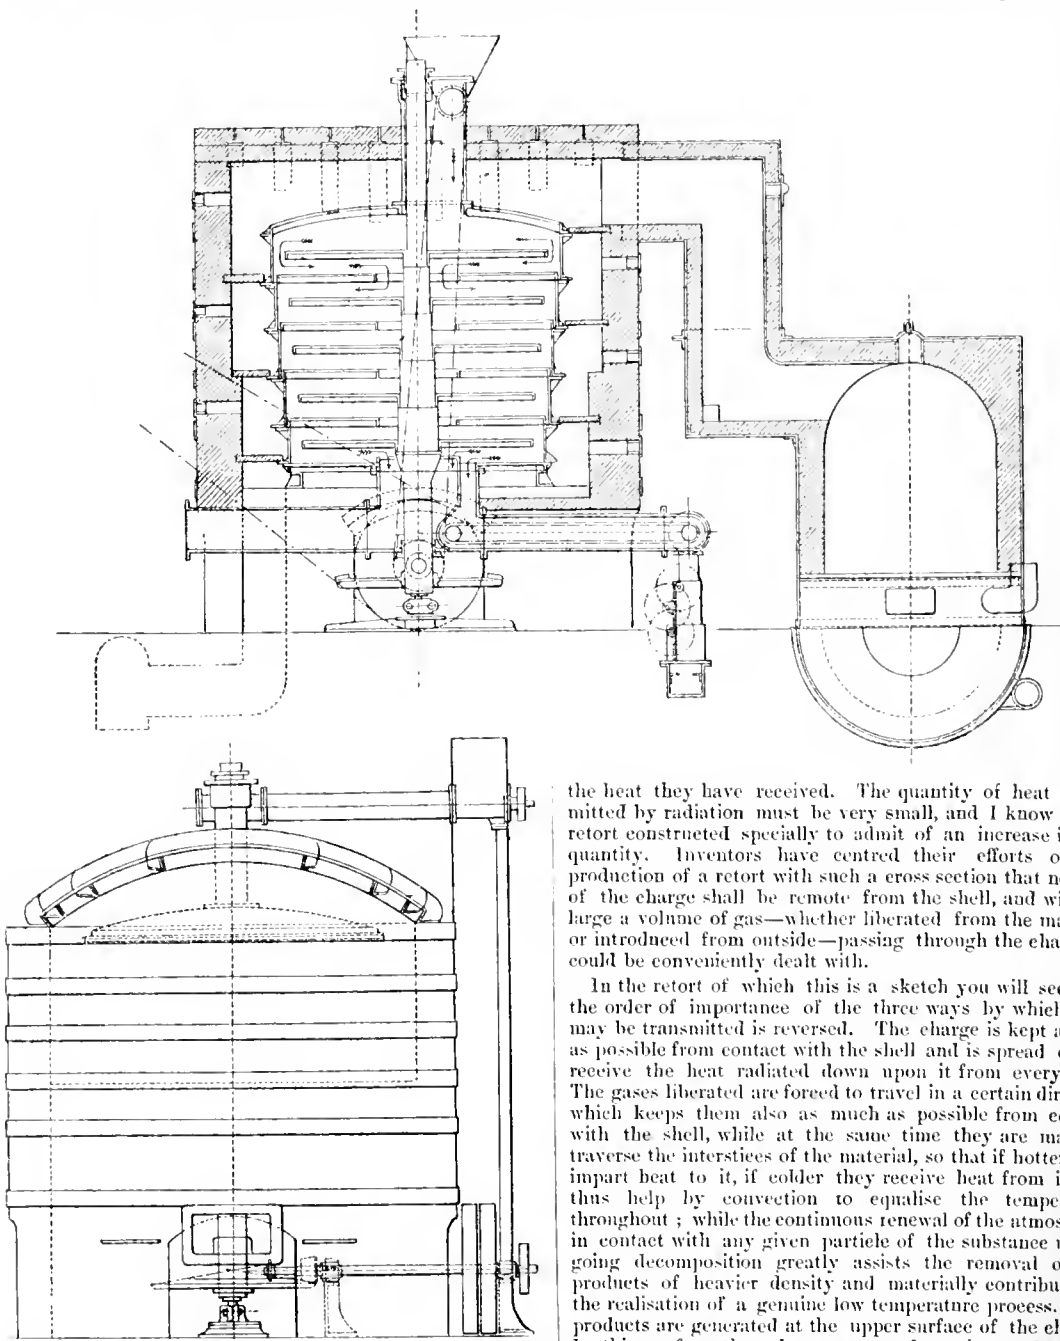 the heat they have received. The quantity of heat
mitted by radiation must be very small, and I know
retort constructed specially to admit of an increase i
quantity. Inventors have centred their efforts o
production of a retort with such a cross section that n
of the charge shall be remote from the shell, and wi
large a volume of gas—whether liberated from the ma
or introduced from outside—passing through the cha
could be conveniently dealt with.
In the retort of which this is a sketch you will see
the order of importance of the three ways by which
may be transmitted is reversed. The charge is kept a
as possible from contact with the shell and is spread
receive the heat radiated down upon it from every
The gases liberated are forced to travel in a certain dir
which keeps them also as much as possible from co
with the shell, while at the same time they are ma
traverse the interstices of the material, so that if hotte
impart heat to it, if colder they receive heat from i
thus help by convection to equalise the tempe
throughout ; while the continuous renewal of the atmos
in contact with any given particle of the substance
going decomposition greatly assists the removal o
products of heavier density and materially contribu
the realisation of a genuine low temperature process.
products are generated at the upper surface of the